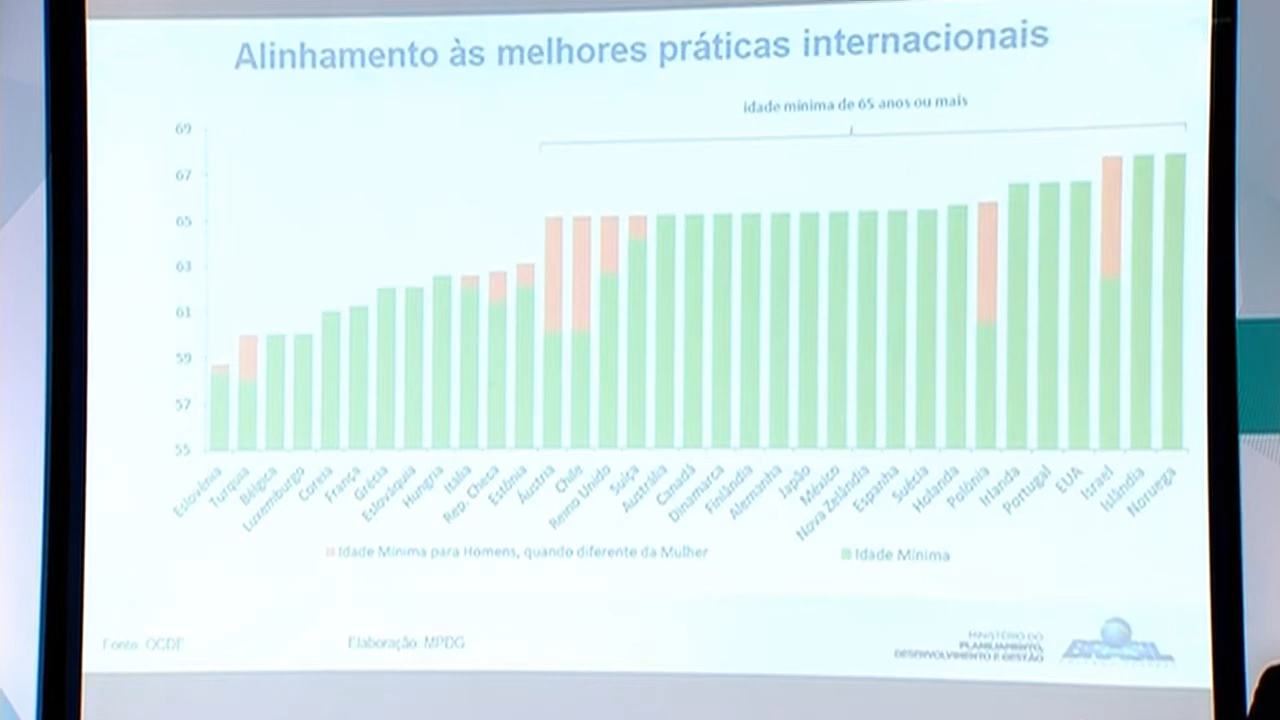 Alinhamento às melhores práticas internacionais
Idade mínima de 65 anos ou mais
69
67
65
63
61
59
57
55
Eslovênia
Turquia
Bélgica
Luxemburgo
Coreia
França
Grécia
Eslováquia
Hungria
Itália
Rep. Checa
Estônia
Áustria
Chile
Reino Unido
Suíça
Austrália
Canadá
Dinamarca
Finlândia
Alemanha
Japão
México
Nova Zelândia
Espanha
Suécia
Holanda
Polônia
Irlanda
Portugal
EUA
Israel
Islândia
Noruega
Idade Mínima para Homens, quando diferente da Mulher
Idade Mínima
Fonte: OCDE
Elaboração: MPDG
MINISTÉRIO DO
PLANEJAMENTO,
DESENVOLVIMENTO E GESTÃO